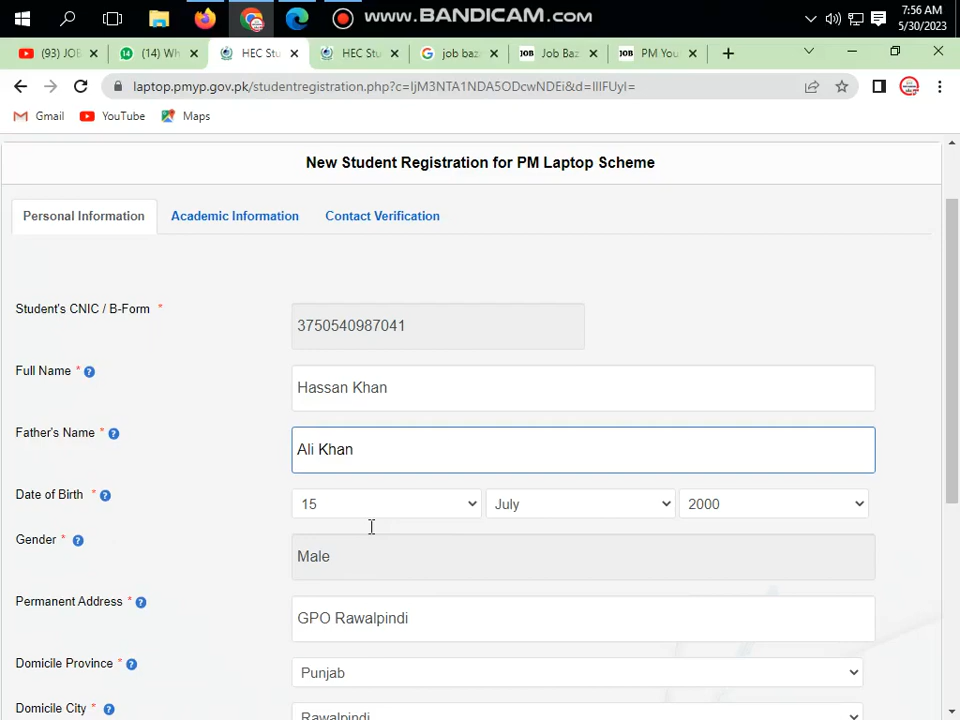 WWW.BANDICAM.COM
7:56 AM
5/30/2023
(93) JOB
(14) Wh
HEC Stu
HEC Stu
job baz
Job Baz
PM You
laptop.pmyp.gov.pk/studentregistration.php?c=IjM3NTA1NDA5ODcwNDEi&d=IlIFUyI=
Gmail
YouTube
Maps
New Student Registration for PM Laptop Scheme
Personal Information
Academic Information
Contact Verification
Student's CNIC / B-Form *
3750540987041
Full Name * ?
Hassan Khan
Father's Name * ?
Ali Khan
Date of Birth * ?
15
July
2000
Gender * ?
Male
Permanent Address * ?
GPO Rawalpindi
Domicile Province * ?
Punjab
Domicile City * ?
Rawalpindi